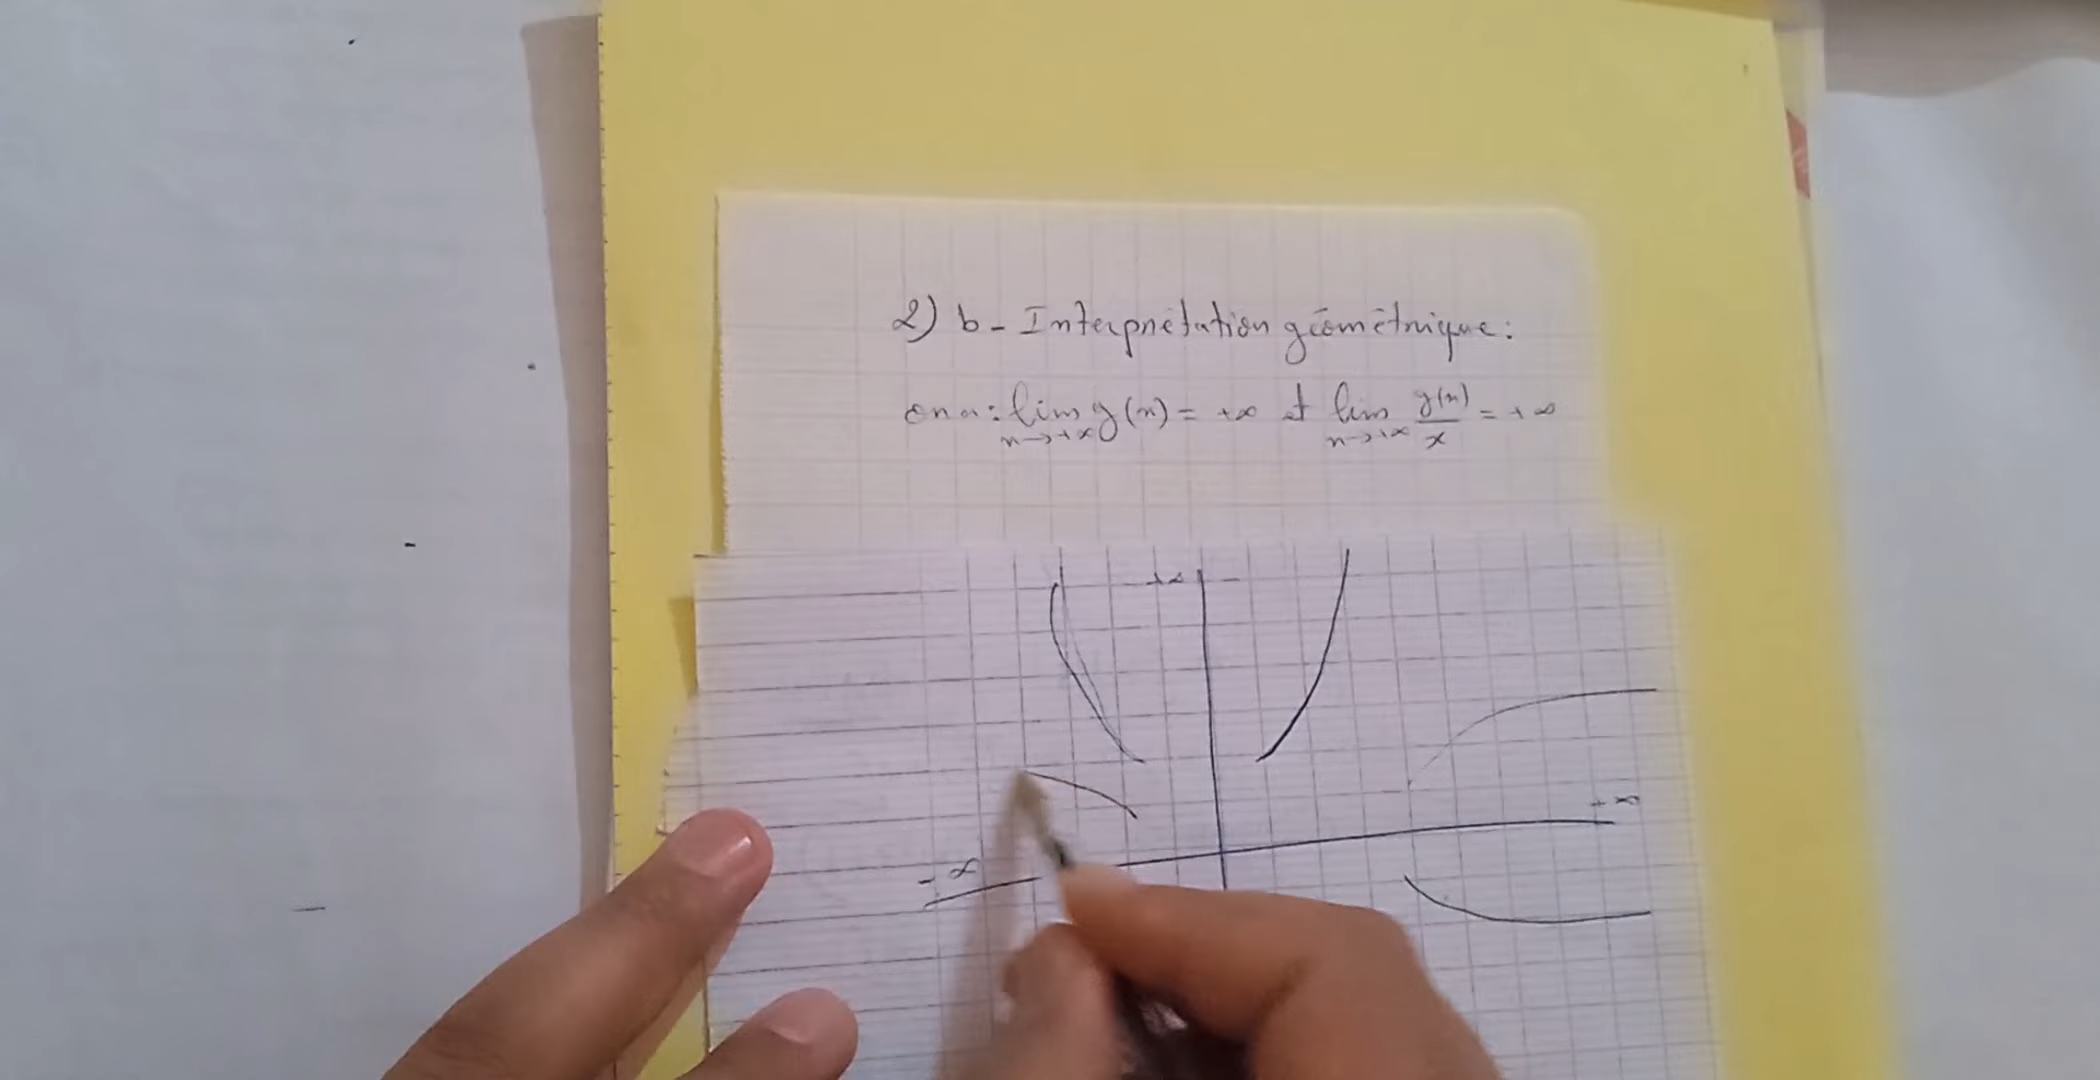 2) b - Interprétation géométrique:
on a: lim g(x) = +∞ et lim g(x)/x = +∞
x→+∞ x→+∞
+∞
+∞
-∞